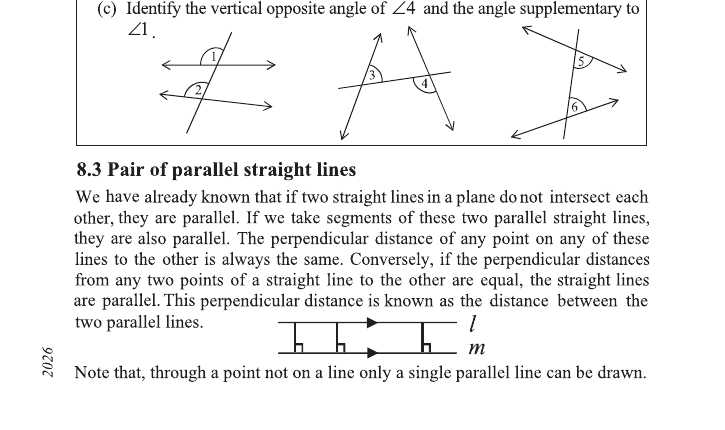 (c) Identify the vertical opposite angle of ∠4 and the angle supplementary to
∠1.
1
2
3
4
5
6
8.3 Pair of parallel straight lines
We have already known that if two straight lines in a plane do not intersect each
other, they are parallel. If we take segments of these two parallel straight lines,
they are also parallel. The perpendicular distance of any point on any of these
lines to the other is always the same. Conversely, if the perpendicular distances
from any two points of a straight line to the other are equal, the straight lines
are parallel. This perpendicular distance is known as the distance between the
two parallel lines.
l
m
2026
Note that, through a point not on a line only a single parallel line can be drawn.